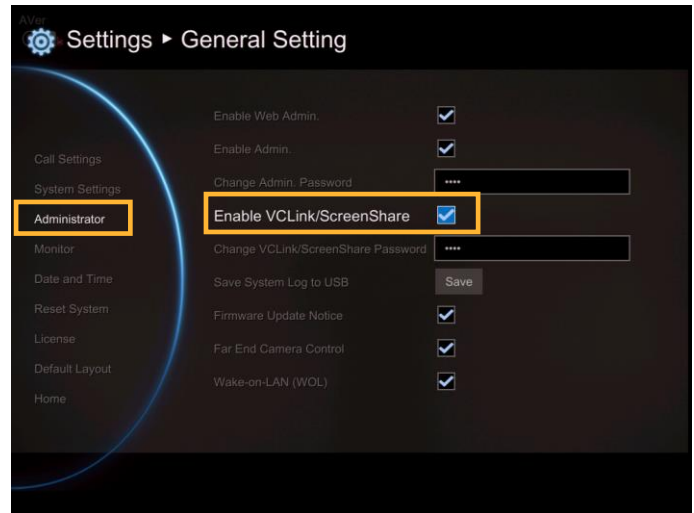 AVer
Settings ► General Setting
Call Settings
System Settings
Administrator
Monitor
Date and Time
Reset System
License
Default Layout
Home
Enable Web Admin.
Enable Admin.
Change Admin. Password ••••
Enable VCLink/ScreenShare
Change VCLink/ScreenShare Password ••••
Save System Log to USB Save
Firmware Update Notice
Far End Camera Control
Wake-on-LAN (WOL)